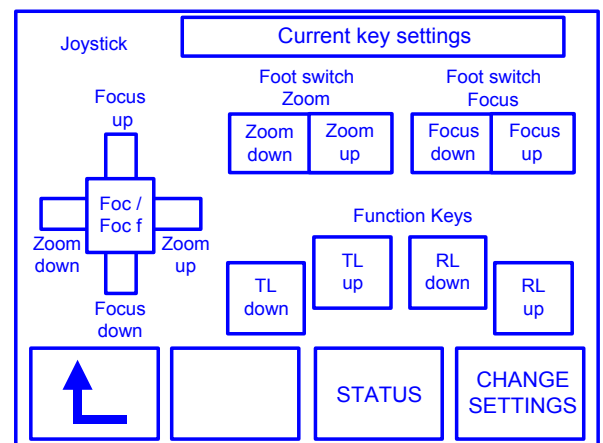 Joystick
Current key settings
Foot switch
Zoom
Foot switch
Focus
Zoom
down
Zoom
up
Focus
down
Focus
up
Focus
up
Foc /
Foc f
Zoom
down
Zoom
up
Focus
down
Function Keys
TL
down
TL
up
RL
down
RL
up
STATUS
CHANGE
SETTINGS